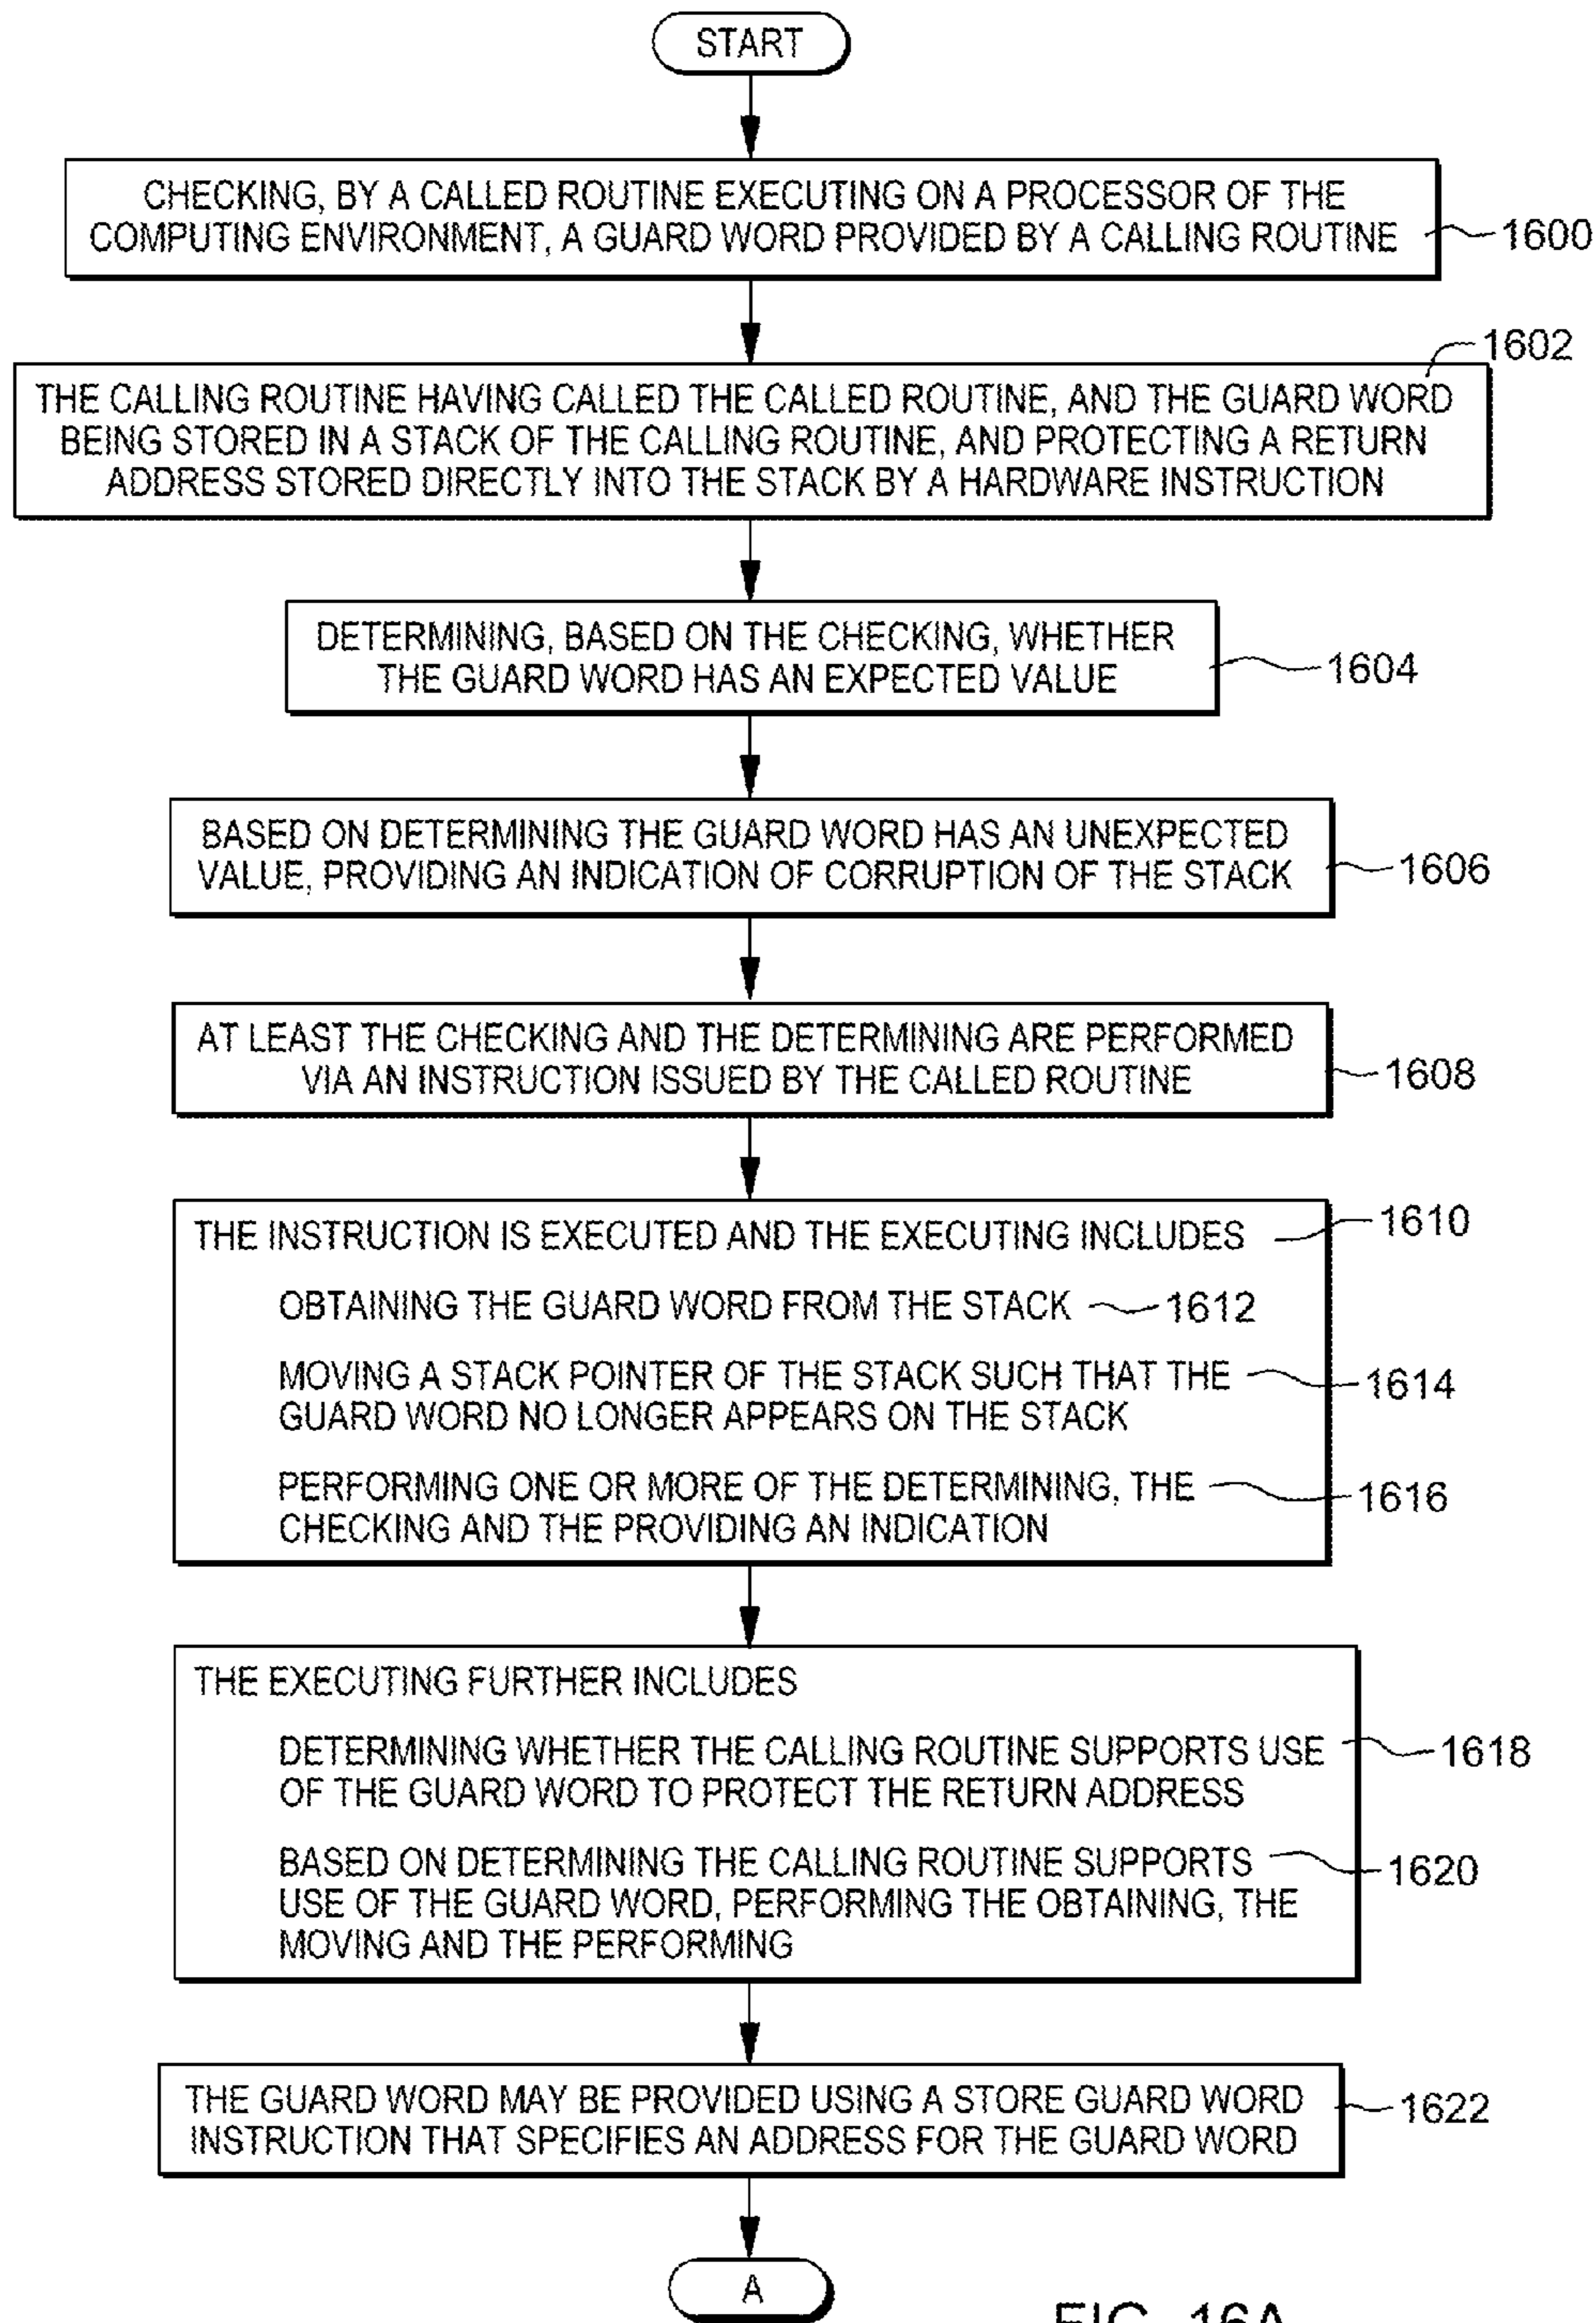 START
CHECKING, BY A CALLED ROUTINE EXECUTING ON A PROCESSOR OF THE
COMPUTING ENVIRONMENT, A GUARD WORD PROVIDED BY A CALLING ROUTINE
1600
1602
THE CALLING ROUTINE HAVING CALLED THE CALLED ROUTINE, AND THE GUARD WORD
BEING STORED IN A STACK OF THE CALLING ROUTINE, AND PROTECTING A RETURN
ADDRESS STORED DIRECTLY INTO THE STACK BY A HARDWARE INSTRUCTION
DETERMINING, BASED ON THE CHECKING, WHETHER
THE GUARD WORD HAS AN EXPECTED VALUE
1604
BASED ON DETERMINING THE GUARD WORD HAS AN UNEXPECTED
VALUE, PROVIDING AN INDICATION OF CORRUPTION OF THE STACK
1606
AT LEAST THE CHECKING AND THE DETERMINING ARE PERFORMED
VIA AN INSTRUCTION ISSUED BY THE CALLED ROUTINE
1608
THE INSTRUCTION IS EXECUTED AND THE EXECUTING INCLUDES
1610
OBTAINING THE GUARD WORD FROM THE STACK
1612
MOVING A STACK POINTER OF THE STACK SUCH THAT THE
GUARD WORD NO LONGER APPEARS ON THE STACK
1614
PERFORMING ONE OR MORE OF THE DETERMINING, THE
CHECKING AND THE PROVIDING AN INDICATION
1616
THE EXECUTING FURTHER INCLUDES
DETERMINING WHETHER THE CALLING ROUTINE SUPPORTS USE
OF THE GUARD WORD TO PROTECT THE RETURN ADDRESS
1618
BASED ON DETERMINING THE CALLING ROUTINE SUPPORTS
USE OF THE GUARD WORD, PERFORMING THE OBTAINING, THE
MOVING AND THE PERFORMING
1620
THE GUARD WORD MAY BE PROVIDED USING A STORE GUARD WORD
INSTRUCTION THAT SPECIFIES AN ADDRESS FOR THE GUARD WORD
1622
A
FIG. 16A